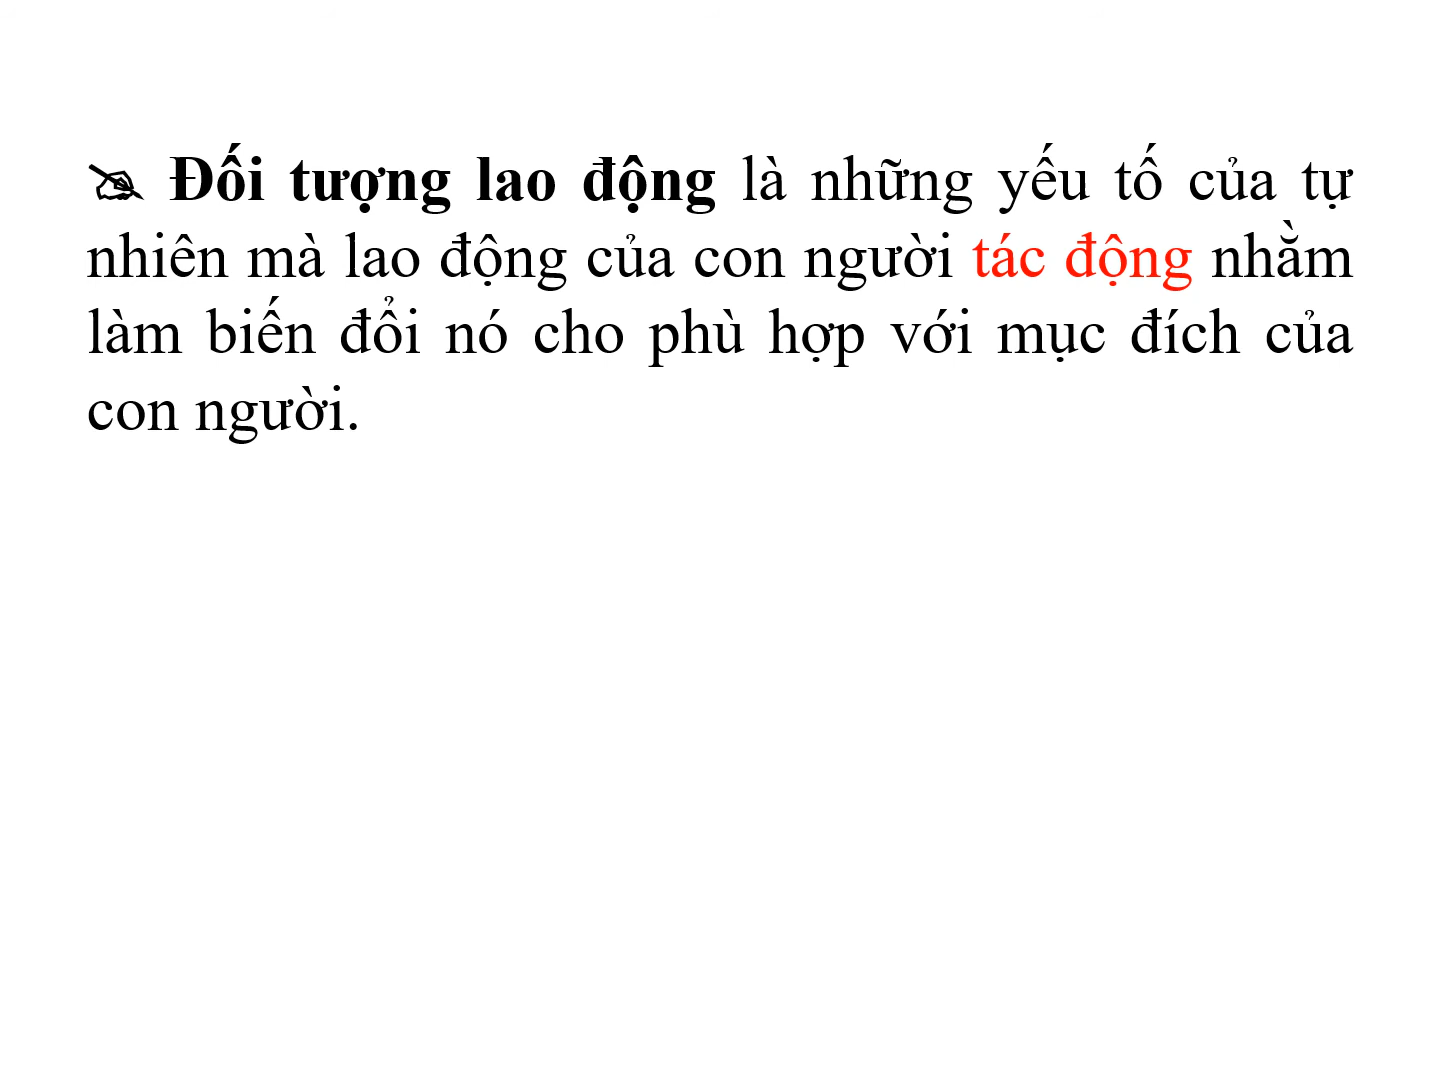 Đối tượng lao động là những yếu tố của tự
nhiên mà lao động của con người tác động nhằm
làm biến đổi nó cho phù hợp với mục đích của
con người.